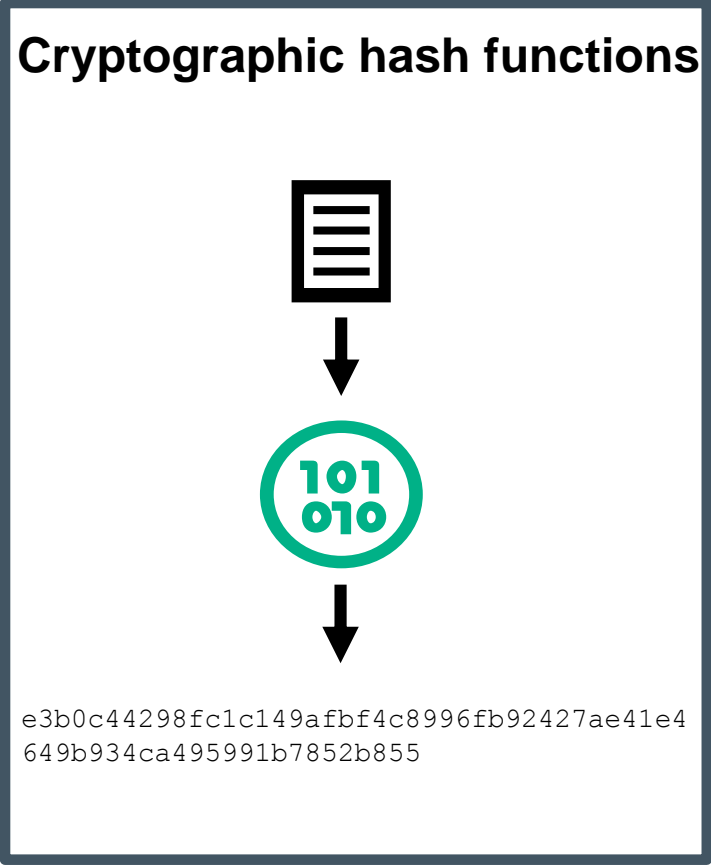 Cryptographic hash functions
101
010
e3b0c44298fc1c149afbf4c8996fb92427ae41e4
649b934ca495991b7852b855